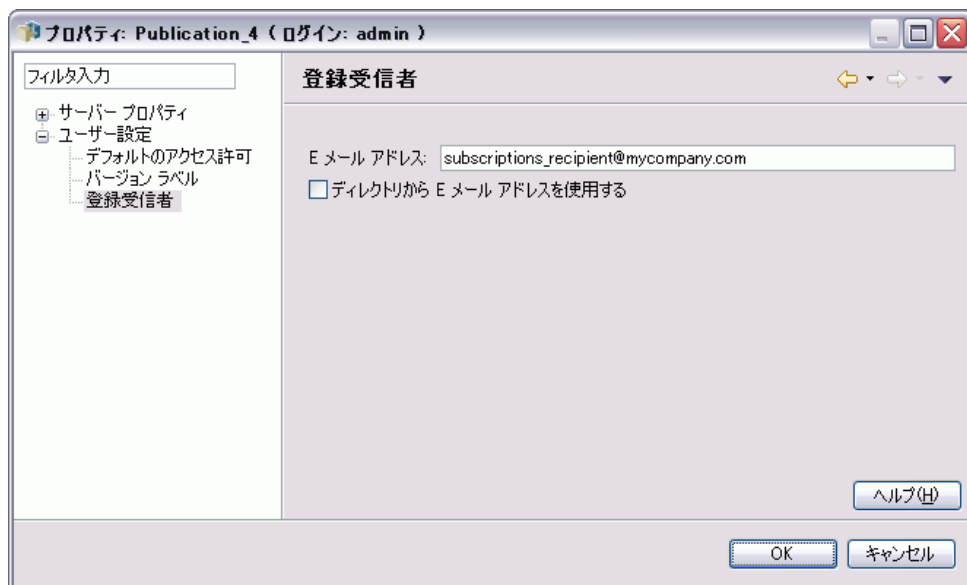 プロパティ: Publication_4 ( ログイン: admin )
フィルタ入力
サーバー プロパティ
ユーザー設定
デフォルトのアクセス許可
バージョン ラベル
登録受信者
登録受信者
E メール アドレス: subscriptions_recipient@mycompany.com
ディレクトリから E メール アドレスを使用する
ヘルプ(H)
OK
キャンセル